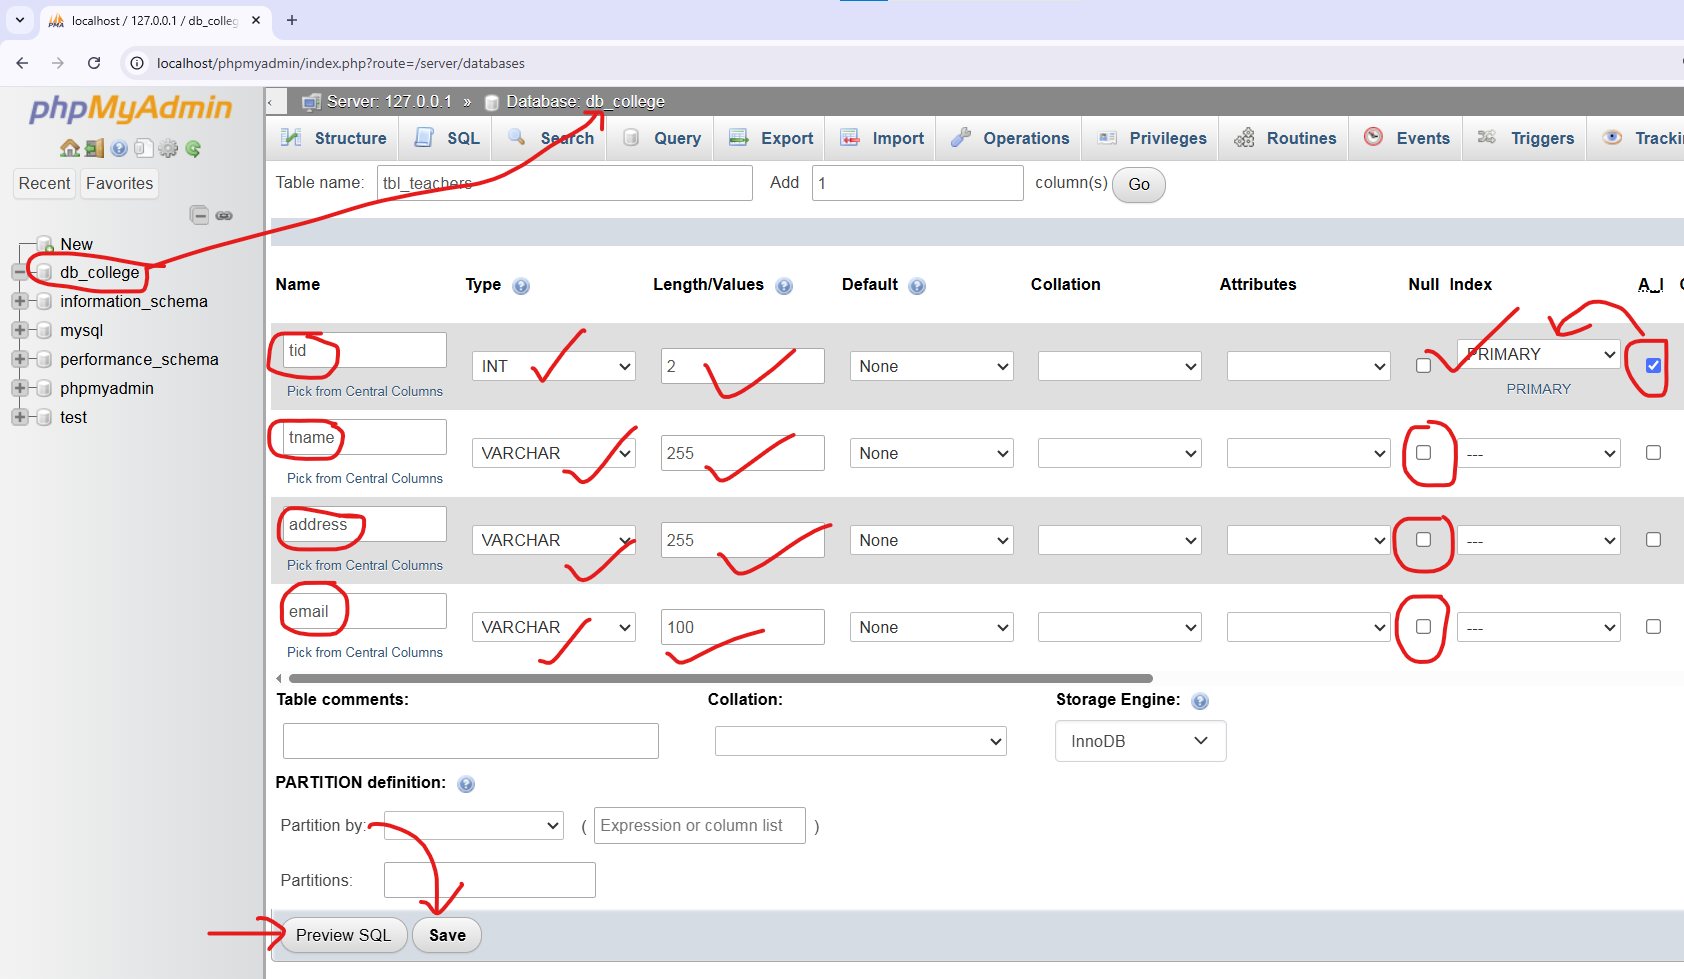 localhost / 127.0.0.1 / db_colleg
localhost/phpmyadmin/index.php?route=/server/databases
phpMyAdmin
Recent Favorites
New
db_college
information_schema
mysql
performance_schema
phpmyadmin
test
Server: 127.0.0.1 » Database: db_college
Structure SQL Search Query Export Import Operations Privileges Routines Events Triggers Tracki
Table name: tbl_teachers Add 1 column(s) Go
Name Type Length/Values Default Collation Attributes Null Index A_I
tid INT 2 None PRIMARY
Pick from Central Columns PRIMARY
tname VARCHAR 255 None ---
Pick from Central Columns
address VARCHAR 255 None ---
Pick from Central Columns
email VARCHAR 100 None ---
Pick from Central Columns
Table comments: Collation: Storage Engine:
InnoDB
PARTITION definition:
Partition by: ( Expression or column list )
Partitions:
Preview SQL Save